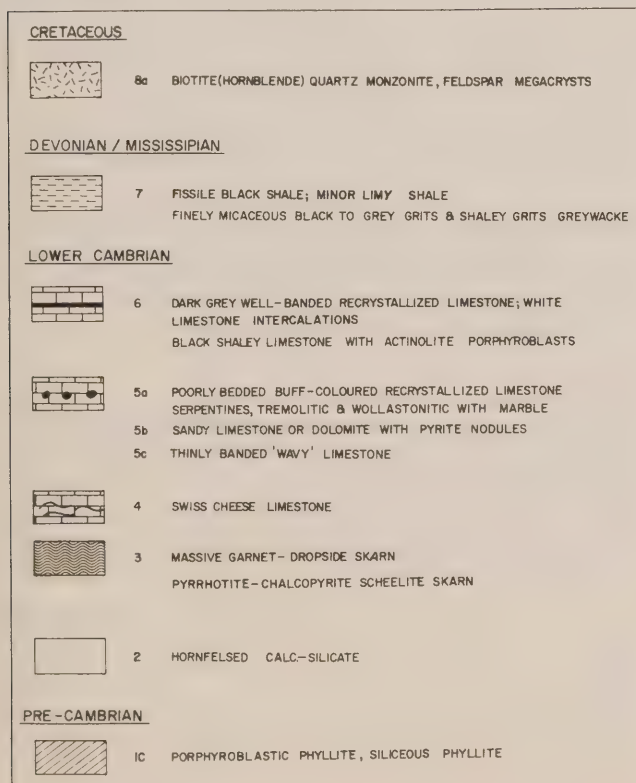 CRETACEOUS
8a BIOTITE (HORNBLENDE) QUARTZ MONZONITE, FELDSPAR MEGACRYSTS
DEVONIAN / MISSISIPIAN
7 FISSILE BLACK SHALE; MINOR LIMY SHALE
FINELY MICACEOUS BLACK TO GREY GRITS & SHALEY GRITS GREYWACKE
LOWER CAMBRIAN
6 DARK GREY WELL-BANDED RECRYSTALLIZED LIMESTONE; WHITE
LIMESTONE INTERCALATIONS
BLACK SHALEY LIMESTONE WITH ACTINOLITE PORPHYROBLASTS
5a POORLY BEDDED BUFF-COLOURED RECRYSTALLIZED LIMESTONE
SERPENTINES, TREMOLITIC & WOLLASTONITIC WITH MARBLE
5b SANDY LIMESTONE OR DOLOMITE WITH PYRITE NODULES
5c THINLY BANDED 'WAVY' LIMESTONE
4 SWISS CHEESE LIMESTONE
3 MASSIVE GARNET-DROPSIDE SKARN
PYRRHOTITE-CHALCOPYRITE SCHEELITE SKARN
2 HORNFELSED CALC.-SILICATE
PRE-CAMBRIAN
1C PORPHYROBLASTIC PHYLLITE, SILICEOUS PHYLLITE